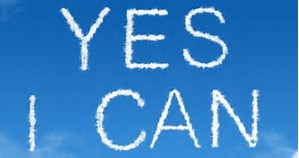 YES
I CAN